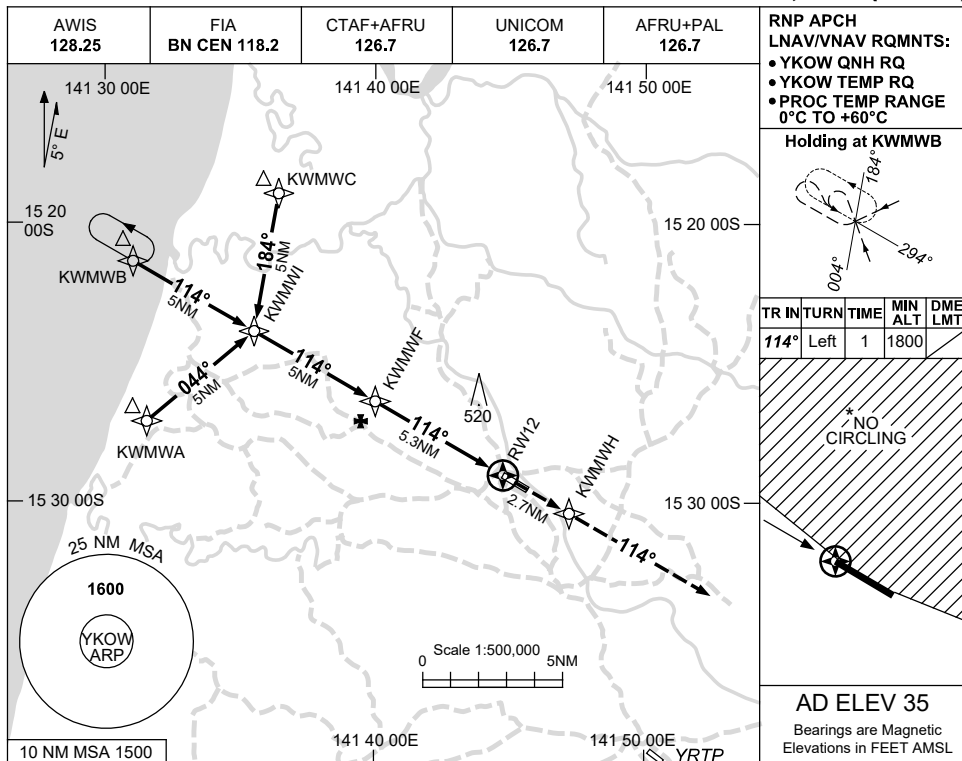 AWIS
128.25
FIA
BN CEN 118.2
CTAF+AFRU
126.7
UNICOM
126.7
AFRU+PAL
126.7
RNP APCH
LNAV/VNAV RQMNTS:
• YKOW QNH RQ
• YKOW TEMP RQ
• PROC TEMP RANGE
0°C TO +60°C
141 30 00E
141 40 00E
141 50 00E
5° E
Holding at KWMWB
184°
294°
004°
TR IN
TURN
TIME
MIN
ALT
DME
LMT
114°
Left
1
1800
KWMWC
15 20
00S
15 20 00S
184°
5NM
KWMWB
114°
5NM
KWMWI
044°
5NM
KWMWA
114°
5NM
KWMWF
114°
5.3NM
520
RW12
2.7NM
KWMWH
114°
*NO
CIRCLING
15 30 00S
15 30 00S
25 NM MSA
1600
YKOW
ARP
10 NM MSA 1500
Scale 1:500,000
0
5NM
141 40 00E
141 50 00E
YRTP
AD ELEV 35
Bearings are Magnetic
Elevations in FEET AMSL